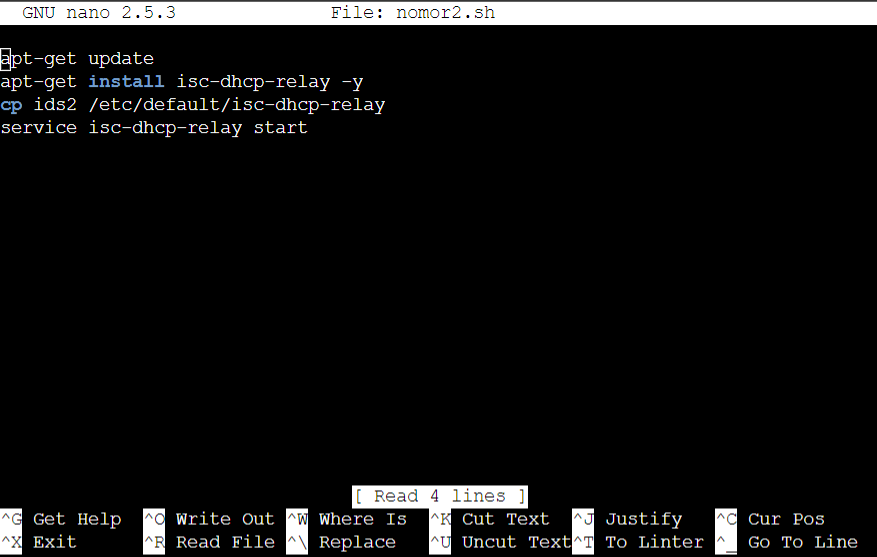 GNU nano 2.5.3 File: nomor2.sh
apt-get update
apt-get install isc-dhcp-relay -y
cp ids2 /etc/default/isc-dhcp-relay
service isc-dhcp-relay start
[ Read 4 lines ]
^G Get Help ^O Write Out ^W Where Is ^K Cut Text ^J Justify ^C Cur Pos
^X Exit ^R Read File ^\ Replace ^U Uncut Text ^T To Linter ^_ Go To Line